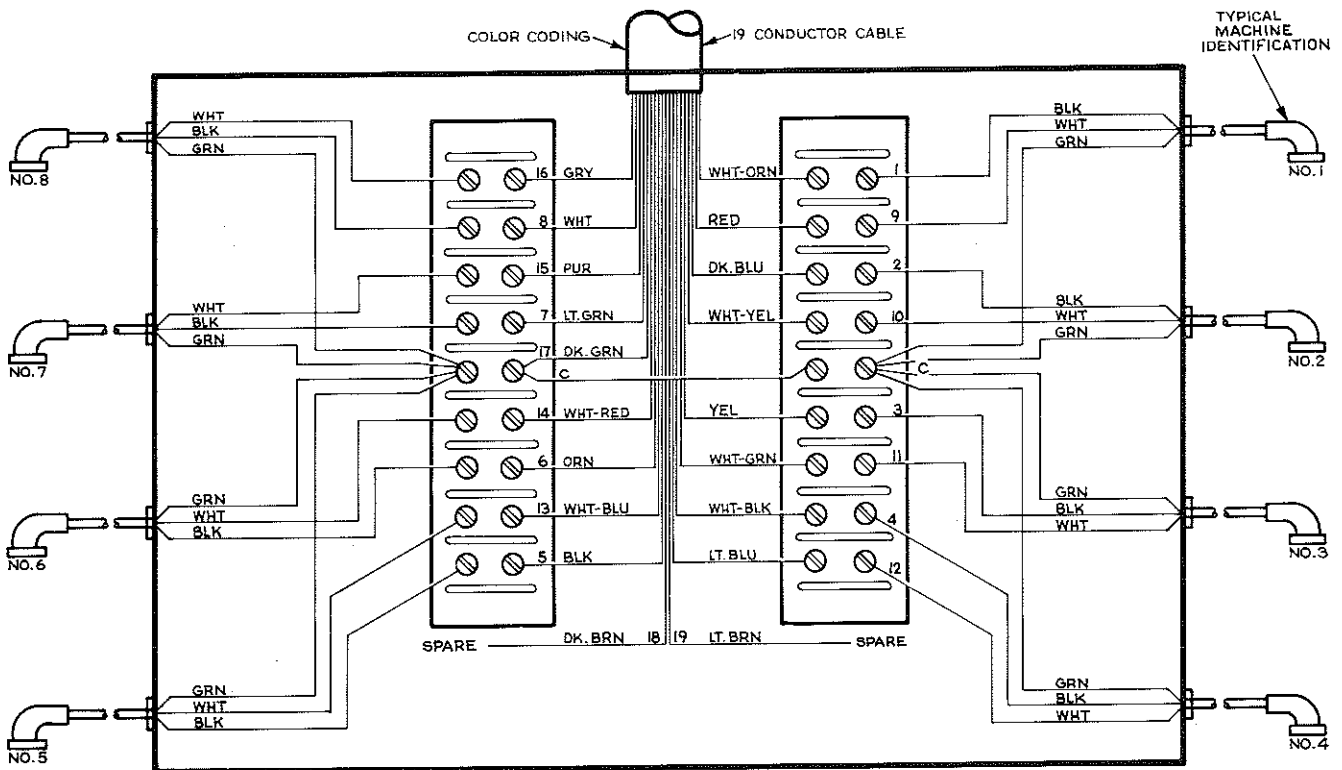 COLOR CODING
19 CONDUCTOR CABLE
TYPICAL
MACHINE
IDENTIFICATION
WHT
BLK
GRN
NO.8
WHT
BLK
GRN
NO.7
GRN
WHT
BLK
NO.6
GRN
WHT
BLK
NO.5
16 GRY
8 WHT
15 PUR
7 LT.GRN
17 DK.GRN
C
14 WHT-RED
6 ORN
13 WHT-BLU
5 BLK
SPARE
DK.BRN 18
19 LT.BRN
SPARE
WHT-ORN 1
RED 9
DK.BLU 2
WHT-YEL 10
C
YEL 3
WHT-GRN 11
WHT-BLK 4
LT.BLU 12
BLK
WHT
GRN
NO.1
BLK
WHT
GRN
NO.2
GRN
BLK
WHT
NO.3
GRN
BLK
WHT
NO.4